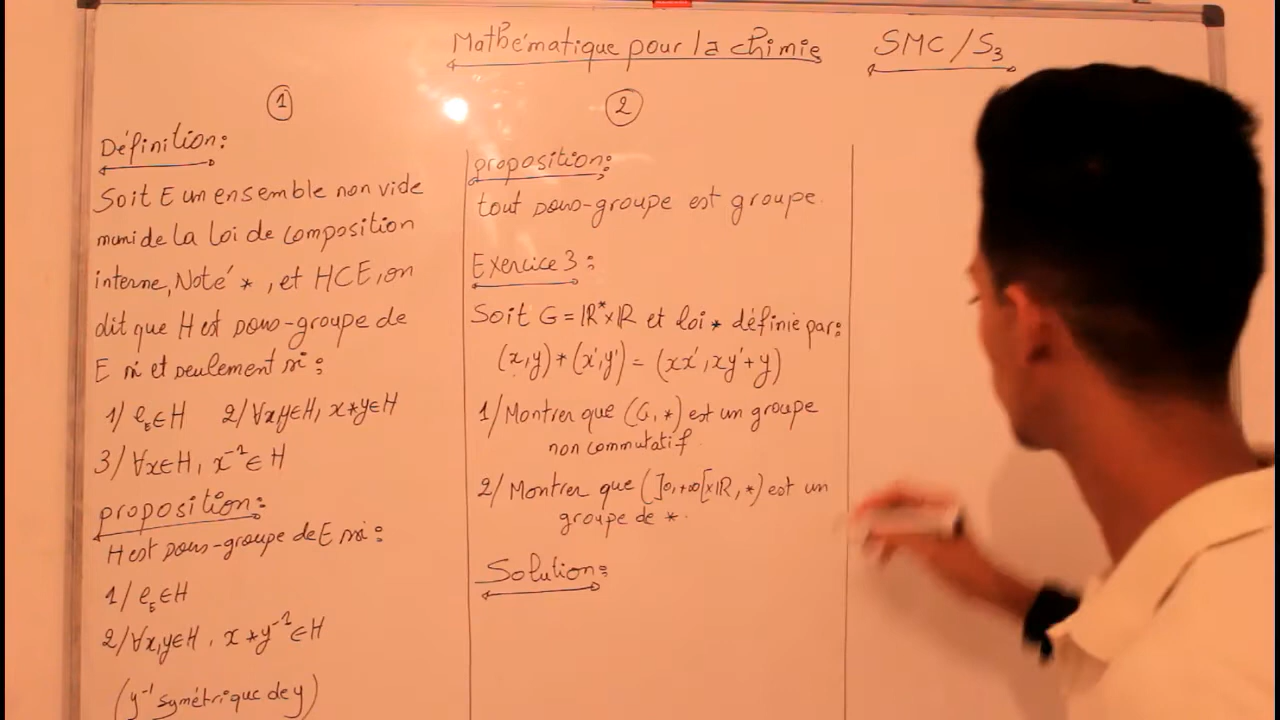 Mathématique pour la chimie
SMC/S3
1
Définition:
Soit E un ensemble non vide
muni de la loi de composition
interne, Noté *, et H⊂E, on
dit que H est sous-groupe de
E si et seulement si:
1/ e_E∈H 2/ ∀x,y∈H, x*y∈H
3/ ∀x∈H, x⁻¹∈H
proposition:
H est sous-groupe de E si:
1/ e_E∈H
2/ ∀x,y∈H, x*y⁻¹∈H
(y⁻¹ symétrique de y)
2
proposition:
tout sous-groupe est groupe.
Exercice 3:
Soit G = IR*×IR et loi * définie par:
(x,y)*(x',y') = (xx', xy'+y)
1/ Montrer que (G,*) est un groupe
non commutatif.
2/ Montrer que (]0,+∞[×IR,*) est un
groupe de *.
Solution: